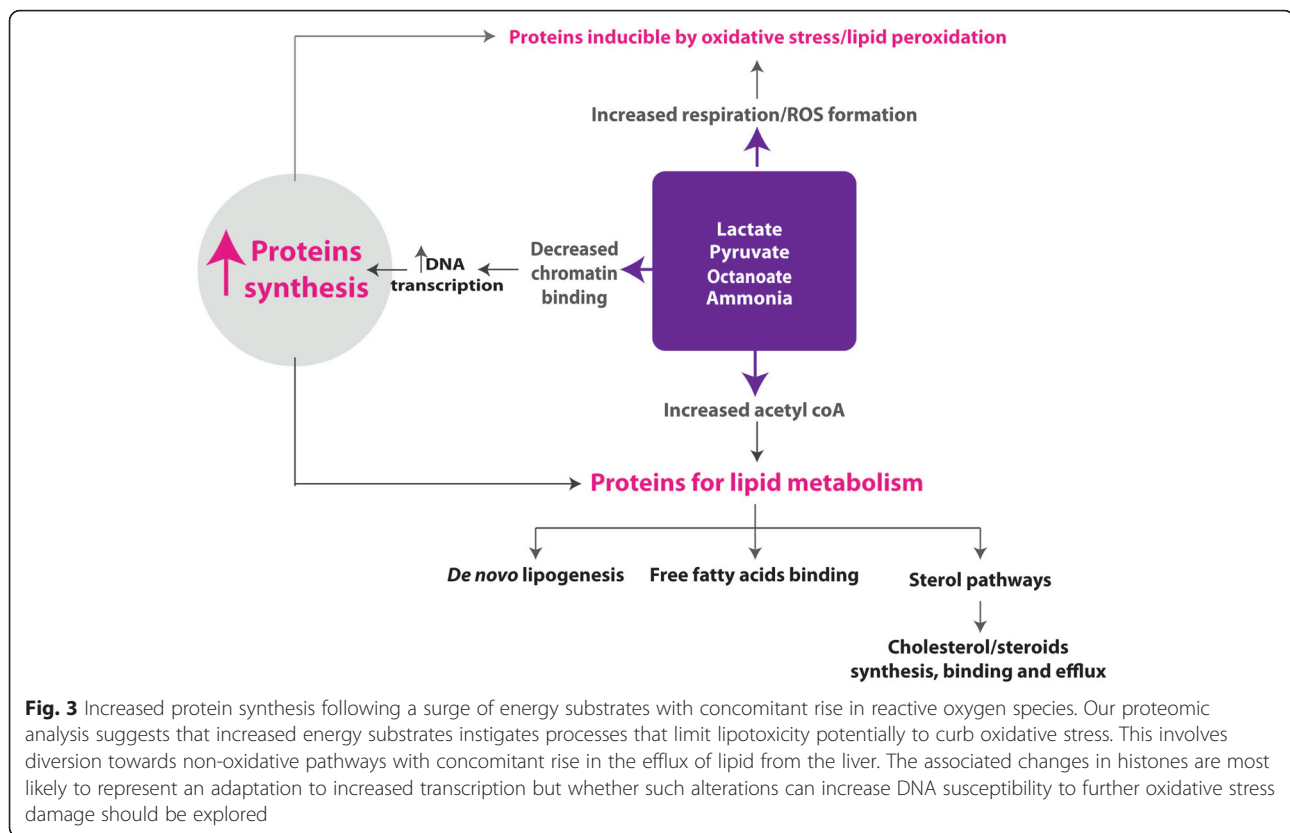 Proteins inducible by oxidative stress/lipid peroxidation
Increased respiration/ROS formation
Lactate
Pyruvate
Octanoate
Ammonia
Decreased
chromatin
binding
↑DNA
transcription
↑ Proteins
synthesis
Increased acetyl coA
Proteins for lipid metabolism
De novo lipogenesis
Free fatty acids binding
Sterol pathways
Cholesterol/steroids
synthesis, binding and efflux
Fig. 3 Increased protein synthesis following a surge of energy substrates with concomitant rise in reactive oxygen species. Our proteomic
analysis suggests that increased energy substrates instigates processes that limit lipotoxicity potentially to curb oxidative stress. This involves
diversion towards non-oxidative pathways with concomitant rise in the efflux of lipid from the liver. The associated changes in histones are most
likely to represent an adaptation to increased transcription but whether such alterations can increase DNA susceptibility to further oxidative stress
damage should be explored